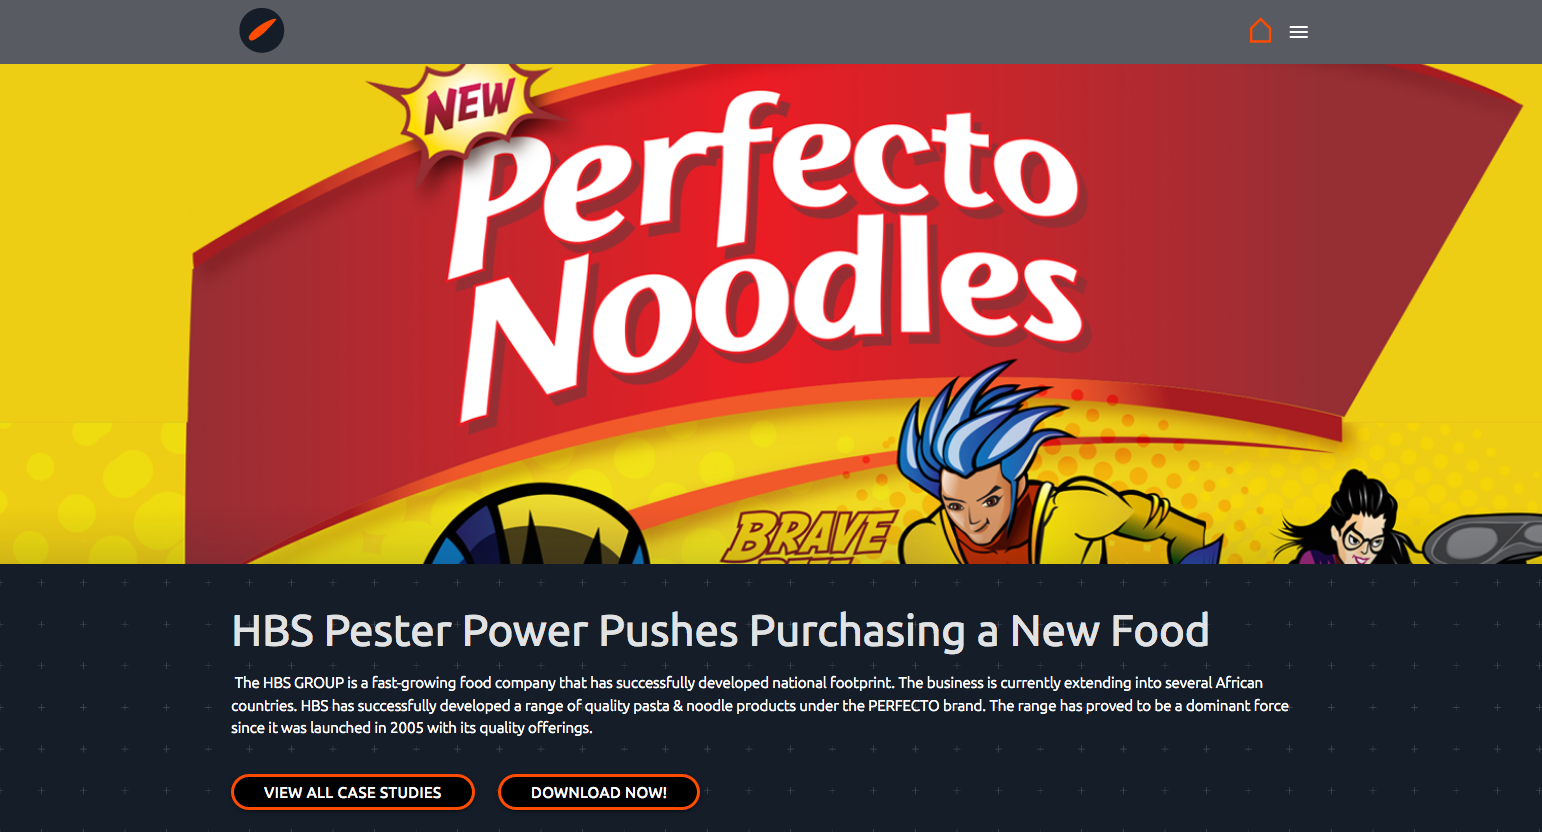 NEW
Perfecto
Noodles
BRAVE
HBS Pester Power Pushes Purchasing a New Food
The HBS GROUP is a fast-growing food company that has successfully developed national footprint. The business is currently extending into several African
countries. HBS has successfully developed a range of quality pasta & noodle products under the PERFECTO brand. The range has proved to be a dominant force
since it was launched in 2005 with its quality offerings.
VIEW ALL CASE STUDIES
DOWNLOAD NOW!